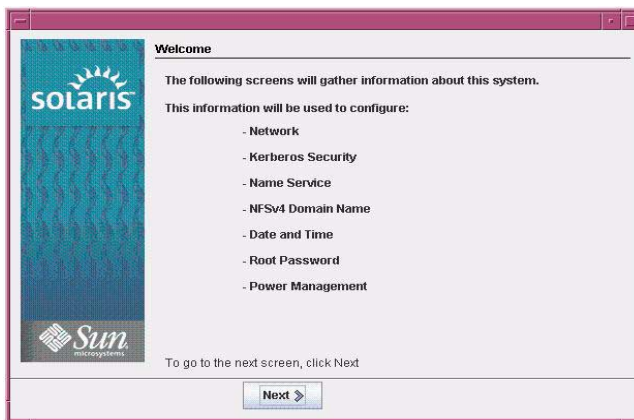 Welcome
solaris
The following screens will gather information about this system.
This information will be used to configure:
- Network
- Kerberos Security
- Name Service
- NFSv4 Domain Name
- Date and Time
- Root Password
- Power Management
Sun
microsystems
To go to the next screen, click Next
Next